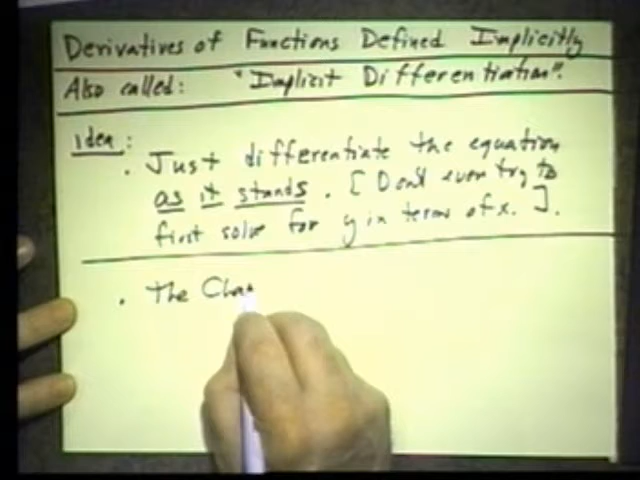 Derivatives of Functions Defined Implicitly
Also called: "Implicit Differentiation".
idea:
. Just differentiate the equation
as it stands. [Don't even try to
first solve for y in terms of x.].
. The Cha